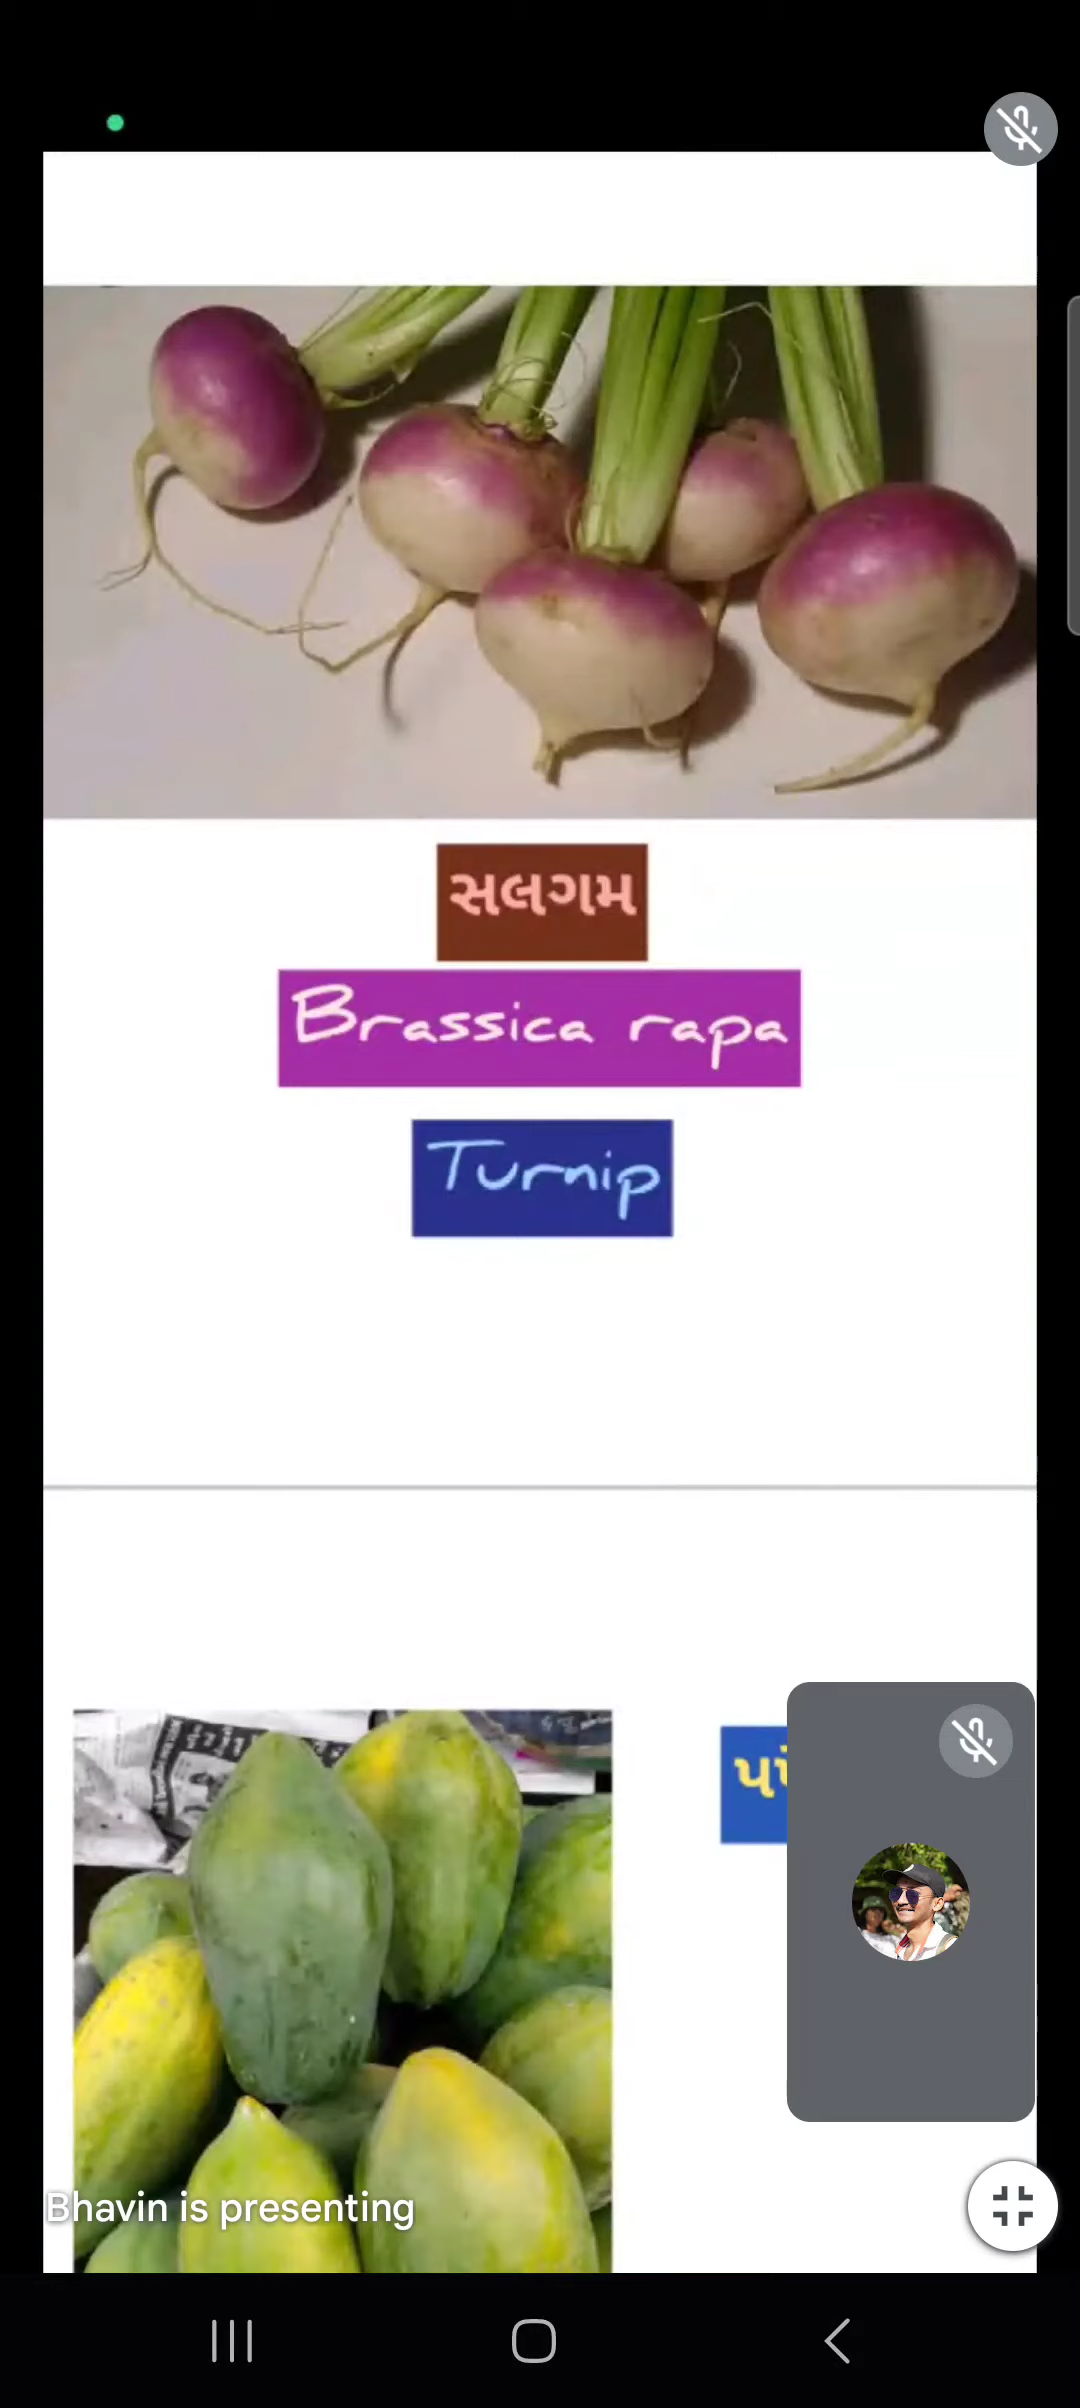 સલગમ
Brassica rapa
Turnip
Bhavin is presenting